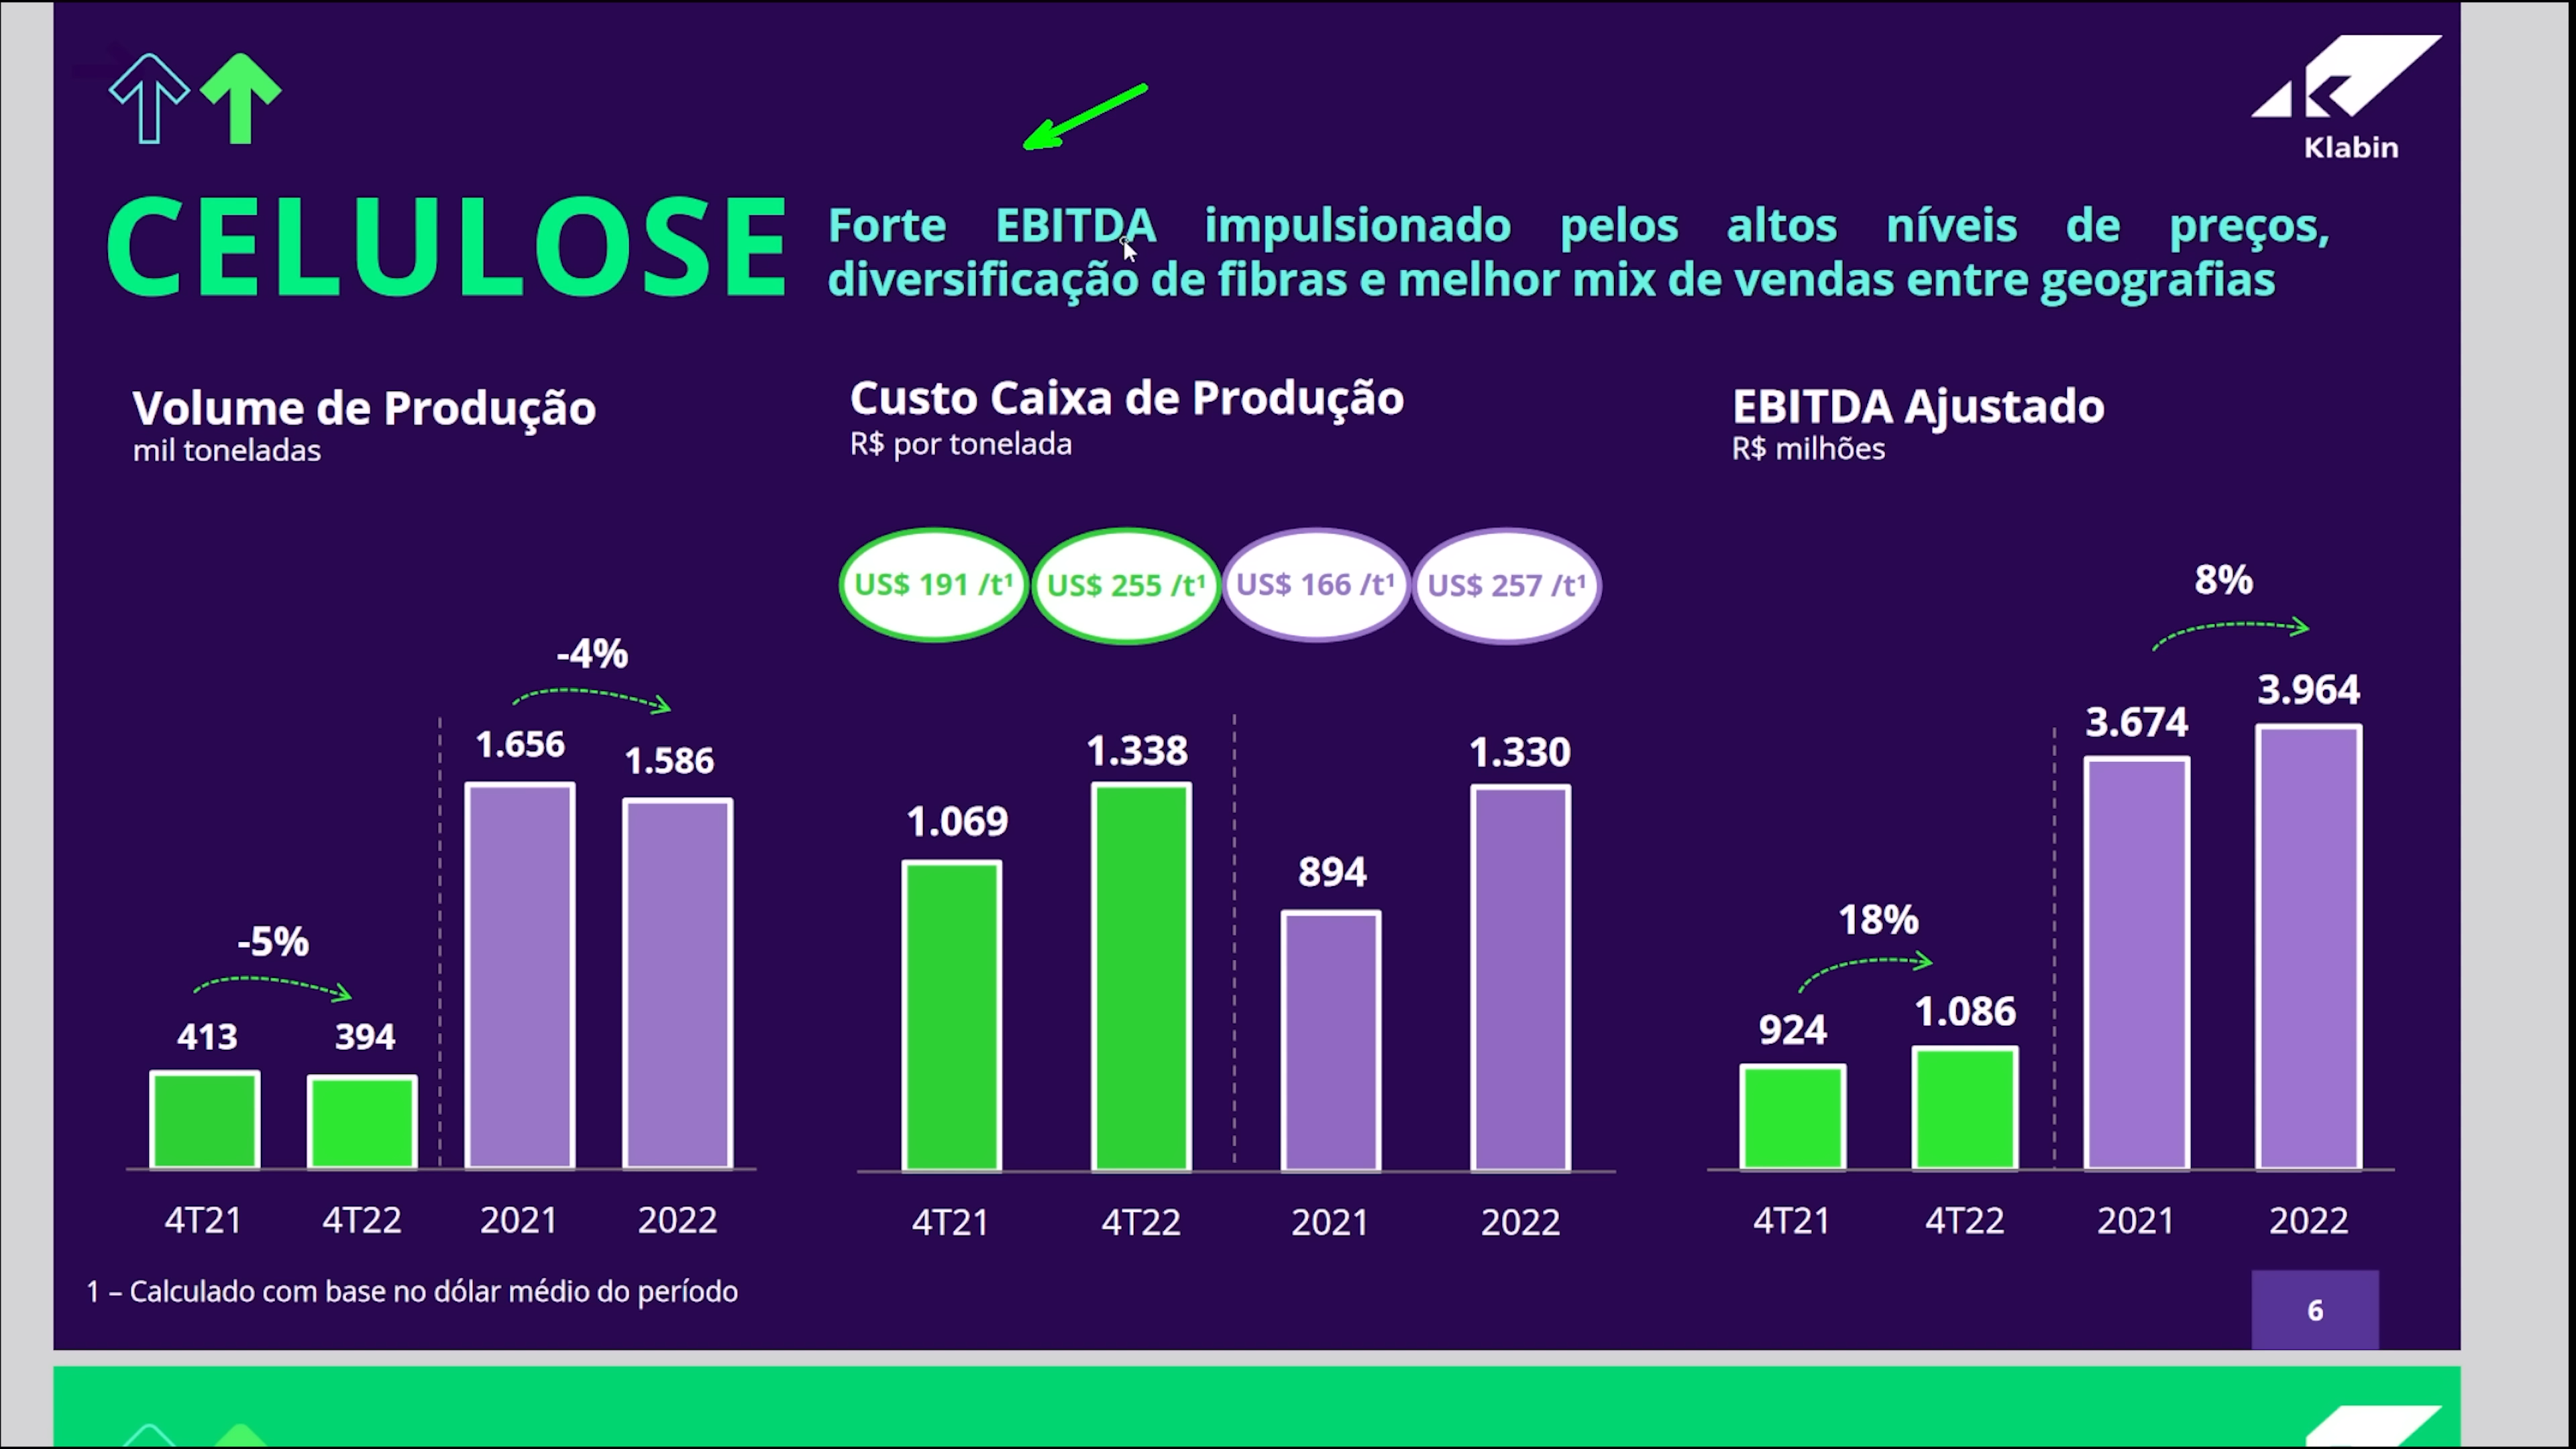 Klabin
CELULOSE
Forte EBITDA impulsionado pelos altos níveis de preços,
diversificação de fibras e melhor mix de vendas entre geografias
Volume de Produção
mil toneladas
-4%
1.656
1.586
-5%
413
394
4T21
4T22
2021
2022
Custo Caixa de Produção
R$ por tonelada
US$ 191 /t¹
US$ 255 /t¹
US$ 166 /t¹
US$ 257 /t¹
1.069
1.338
894
1.330
4T21
4T22
2021
2022
EBITDA Ajustado
R$ milhões
8%
3.674
3.964
18%
924
1.086
4T21
4T22
2021
2022
1 – Calculado com base no dólar médio do período
6